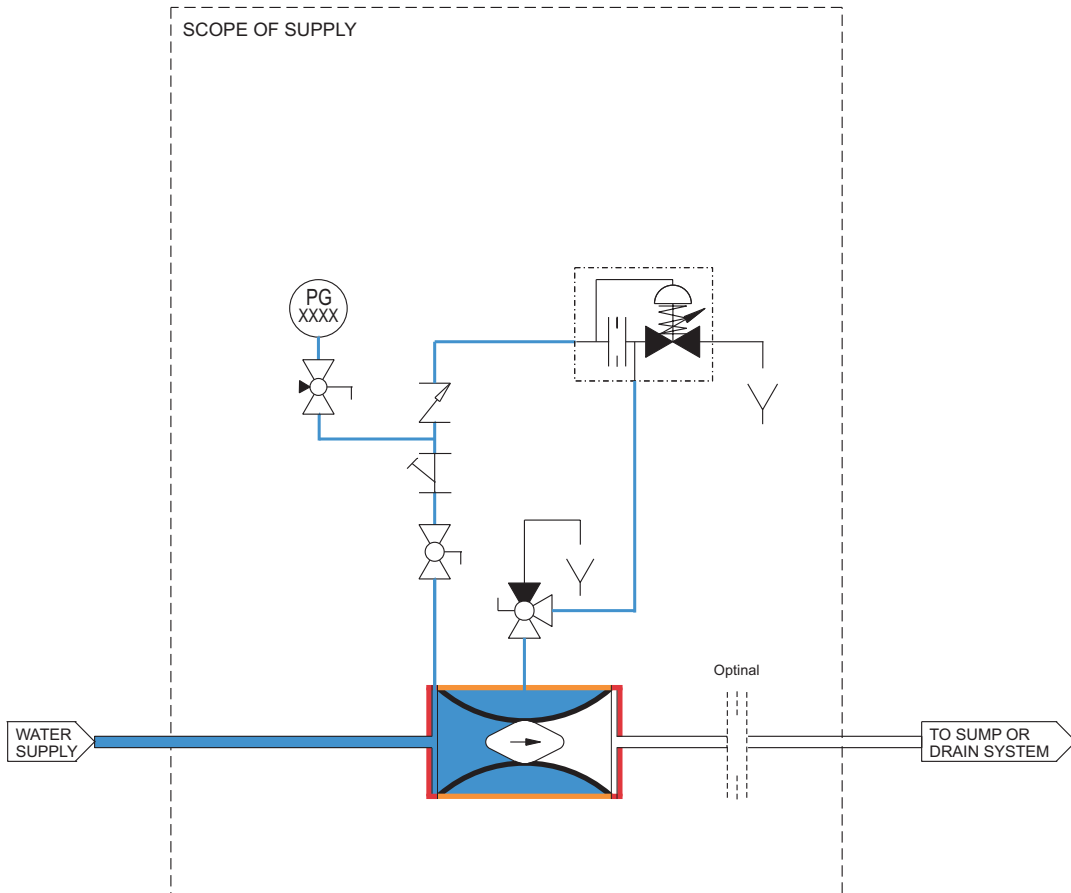 SCOPE OF SUPPLY
PG
XXXX
Optinal
WATER
SUPPLY
TO SUMP OR
DRAIN SYSTEM